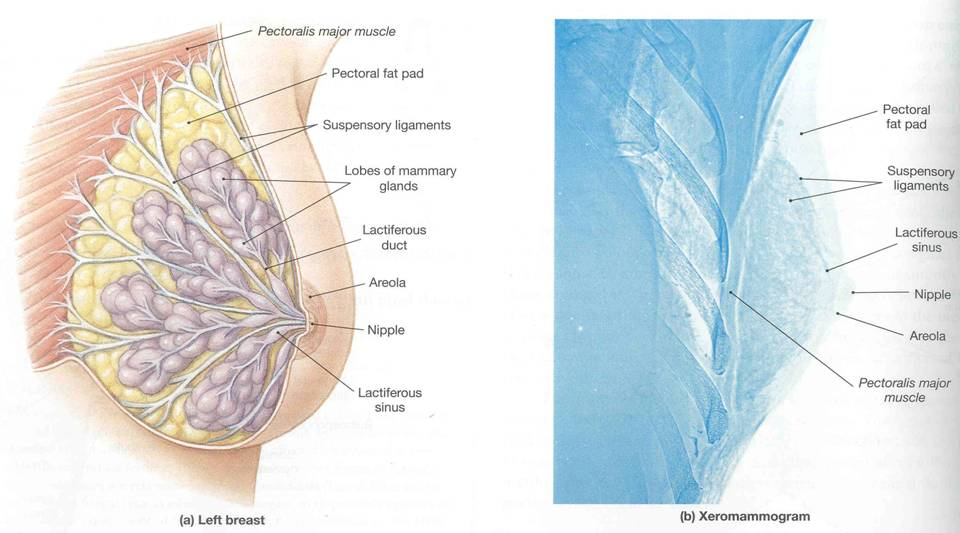 Pectoralis major muscle
Pectoral fat pad
Suspensory ligaments
Lobes of mammary
glands
Lactiferous
duct
Areola
Nipple
Lactiferous
sinus
(a) Left breast
Pectoral
fat pad
Suspensory
ligaments
Lactiferous
sinus
Nipple
Areola
Pectoralis major
muscle
(b) Xeromammogram